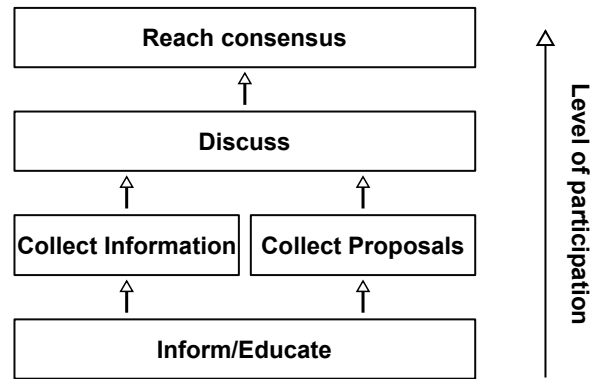 Reach consensus
Discuss
Collect Information
Collect Proposals
Inform/Educate
Level of participation